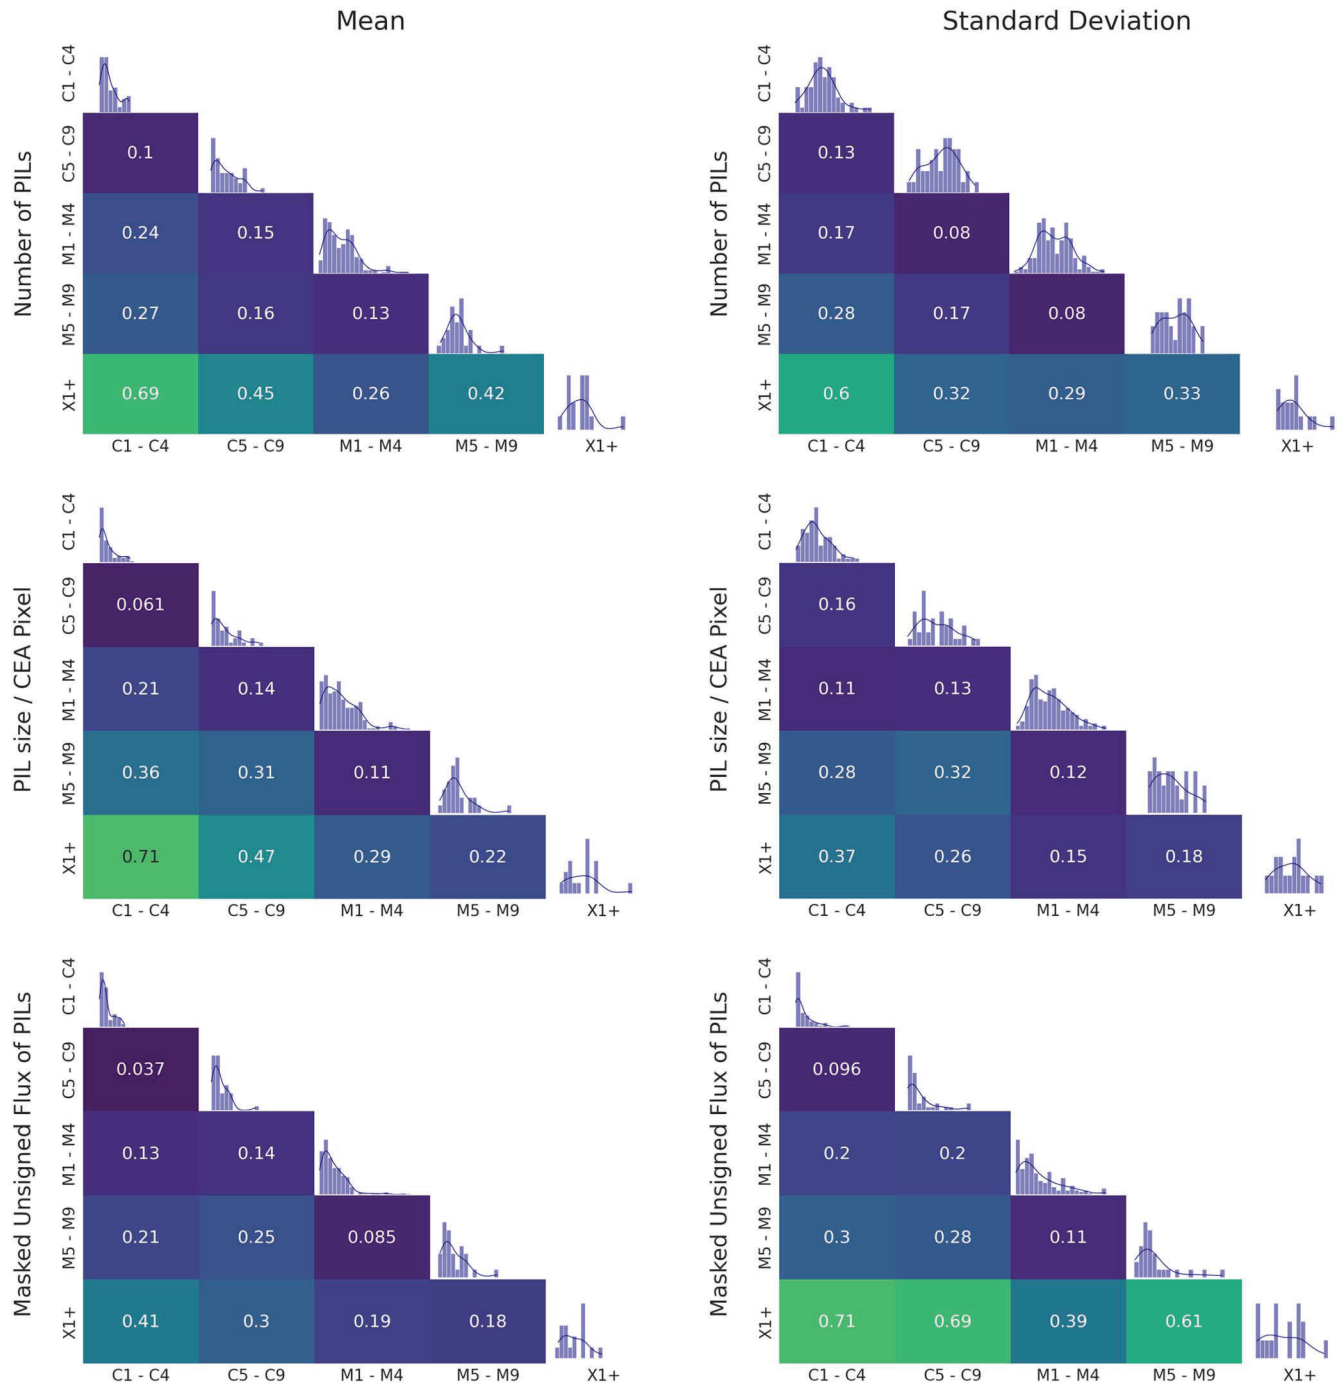 Mean
Standard Deviation
Number of PILs
C1 - C4
C5 - C9
M1 - M4
M5 - M9
X1+
0.1
0.24 0.15
0.27 0.16 0.13
0.69 0.45 0.26 0.42
C1 - C4 C5 - C9 M1 - M4 M5 - M9 X1+
Number of PILs
C1 - C4
C5 - C9
M1 - M4
M5 - M9
X1+
0.13
0.17 0.08
0.28 0.17 0.08
0.6 0.32 0.29 0.33
C1 - C4 C5 - C9 M1 - M4 M5 - M9 X1+
PIL size / CEA Pixel
C1 - C4
C5 - C9
M1 - M4
M5 - M9
X1+
0.061
0.21 0.14
0.36 0.31 0.11
0.71 0.47 0.29 0.22
C1 - C4 C5 - C9 M1 - M4 M5 - M9 X1+
PIL size / CEA Pixel
C1 - C4
C5 - C9
M1 - M4
M5 - M9
X1+
0.16
0.11 0.13
0.28 0.32 0.12
0.37 0.26 0.15 0.18
C1 - C4 C5 - C9 M1 - M4 M5 - M9 X1+
Masked Unsigned Flux of PILs
C1 - C4
C5 - C9
M1 - M4
M5 - M9
X1+
0.037
0.13 0.14
0.21 0.25 0.085
0.41 0.3 0.19 0.18
C1 - C4 C5 - C9 M1 - M4 M5 - M9 X1+
Masked Unsigned Flux of PILs
C1 - C4
C5 - C9
M1 - M4
M5 - M9
X1+
0.096
0.2 0.2
0.3 0.28 0.11
0.71 0.69 0.39 0.61
C1 - C4 C5 - C9 M1 - M4 M5 - M9 X1+